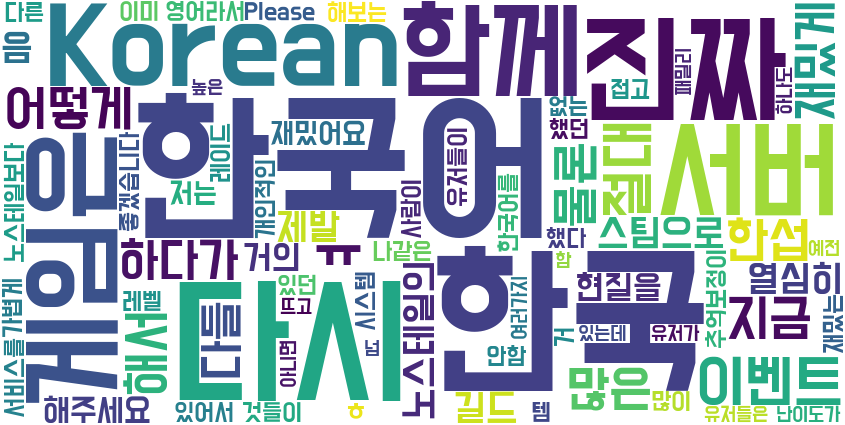 다른
이미 영어라서
Please
해보는
음
Korean
함께
진짜
재밌게
높은
접고
패밀리
하나도
어떻게
한국어
없는
했던
절대
서버
재밌어요
레이드
유저들이
물론
노스테일보다
게임은
좋겠습니다
저는
개인적인
사람이
한국어를
제발
스팀으로
한섭
예전
하다가
거의
ㅠ
나같은
했다
함
서비스를가볍게
레벨
해서
다시
다들
있던
뜨고
시스템
노스테일의
한국
여러가지
현질을
추억보정이
지금
열심히
재밌는
아니면
넘
안함
거
있는데
유저가
많은
이벤트
해주세요
있어서
것들이
ㅎ
길드
템
많이
유저들은
난이도가